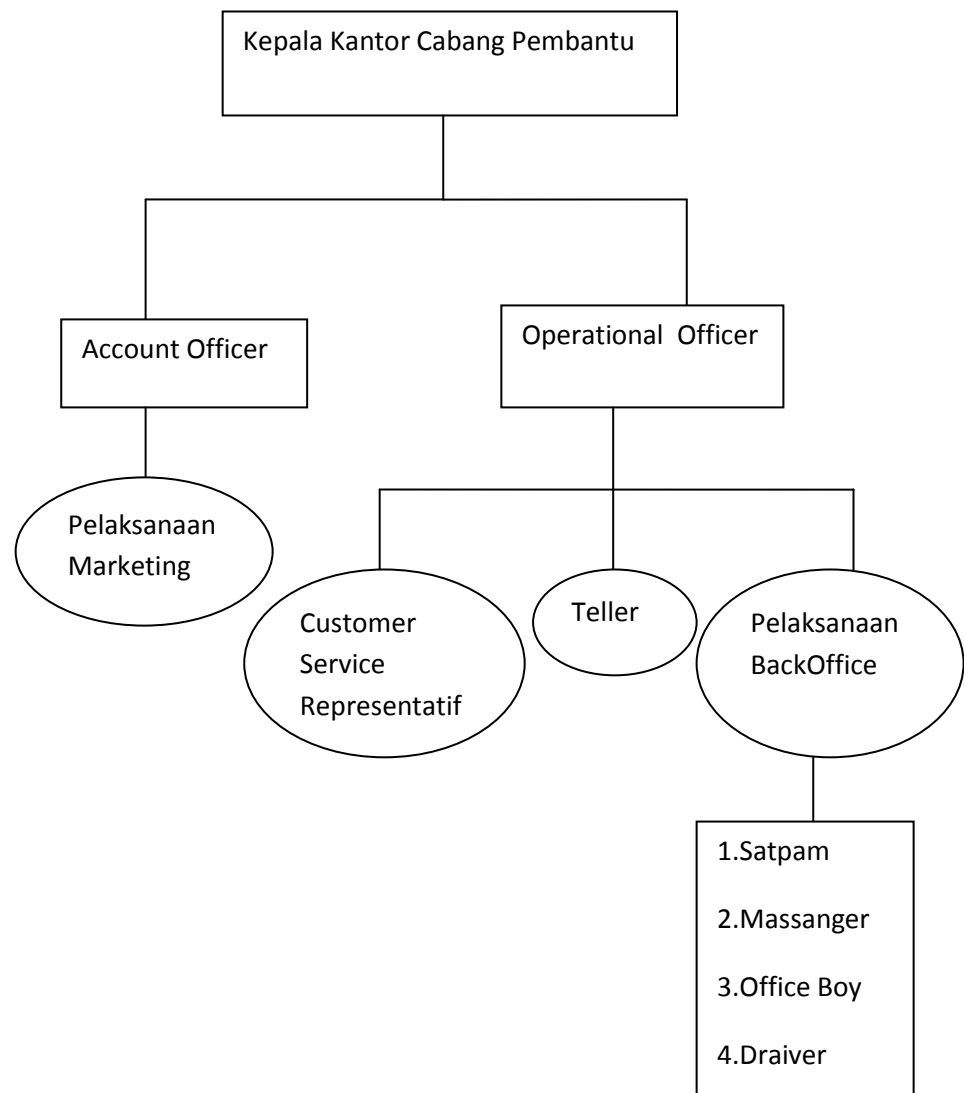 Kepala Kantor Cabang Pembantu
Account Officer
Operational  Officer
Pelaksanaan
Marketing
Customer
Service
Representatif
Teller
Pelaksanaan
BackOffice
1.Satpam
2.Massanger
3.Office Boy
4.Draiver